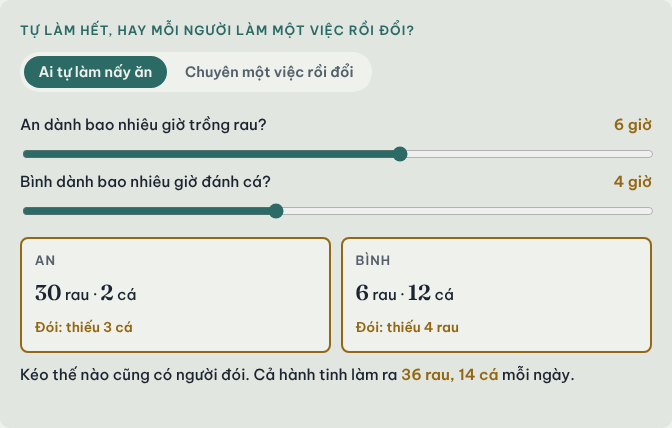 TỰ LÀM HẾT, HAY MỖI NGƯỜI LÀM MỘT VIỆC RỒI ĐỔI?
Ai tự làm nấy ăn
Chuyên một việc rồi đổi
An dành bao nhiêu giờ trồng rau? 6 giờ
Bình dành bao nhiêu giờ đánh cá? 4 giờ
AN
30 rau · 2 cá
Đói: thiếu 3 cá
BÌNH
6 rau · 12 cá
Đói: thiếu 4 rau
Kéo thế nào cũng có người đói. Cả hành tinh làm ra 36 rau, 14 cá mỗi ngày.